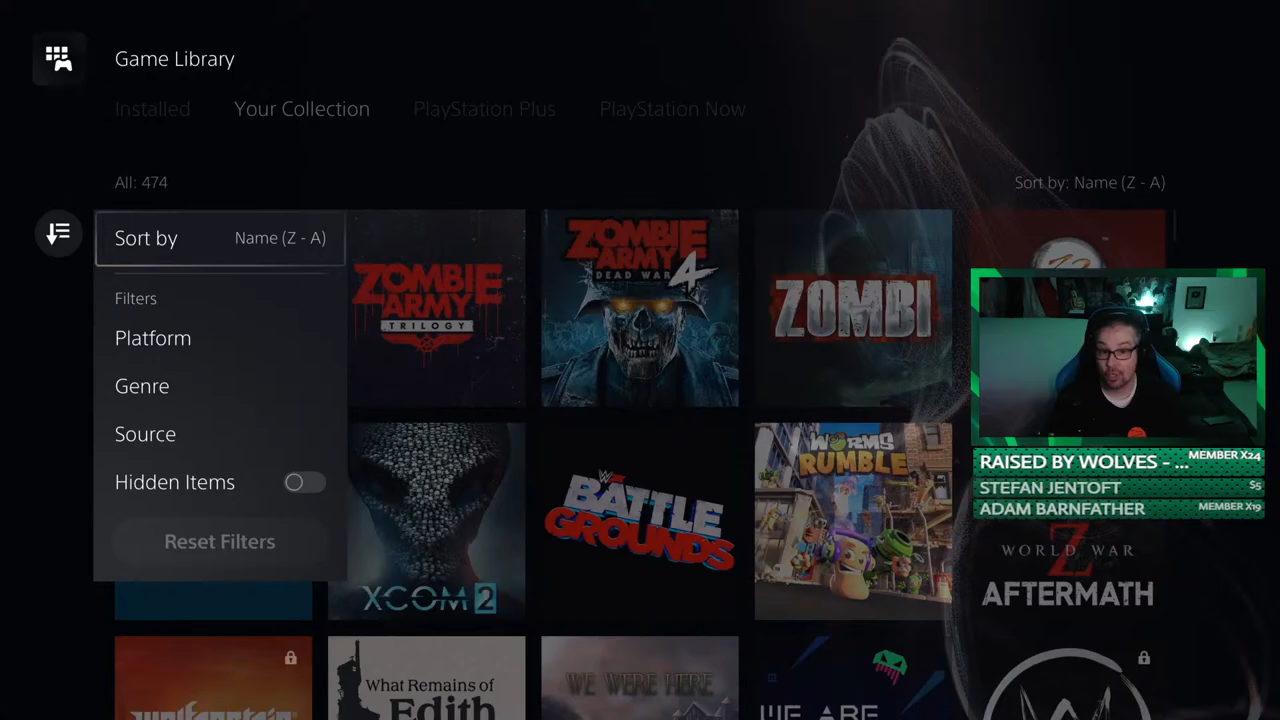 Game Library
Installed Your Collection PlayStation Plus PlayStation Now
All: 474
Sort by: Name (Z - A)
Sort by Name (Z - A)
Filters
Platform
Genre
Source
Hidden Items
Reset Filters
ZOMBIE
ARMY
TRILOGY
ZOMBIE
ARMY 4
DEAD WAR
ZOMBI
XCOM 2
W
BATTLE
GROUNDS
WORMS
RUMBLE
WORLD WAR
Z
AFTERMATH
RAISED BY WOLVES - ... MEMBER X24
STEFAN JENTOFT $5
ADAM BARNFATHER MEMBER X19
What Remains of
Edith
WE WERE HERE
WE ARE